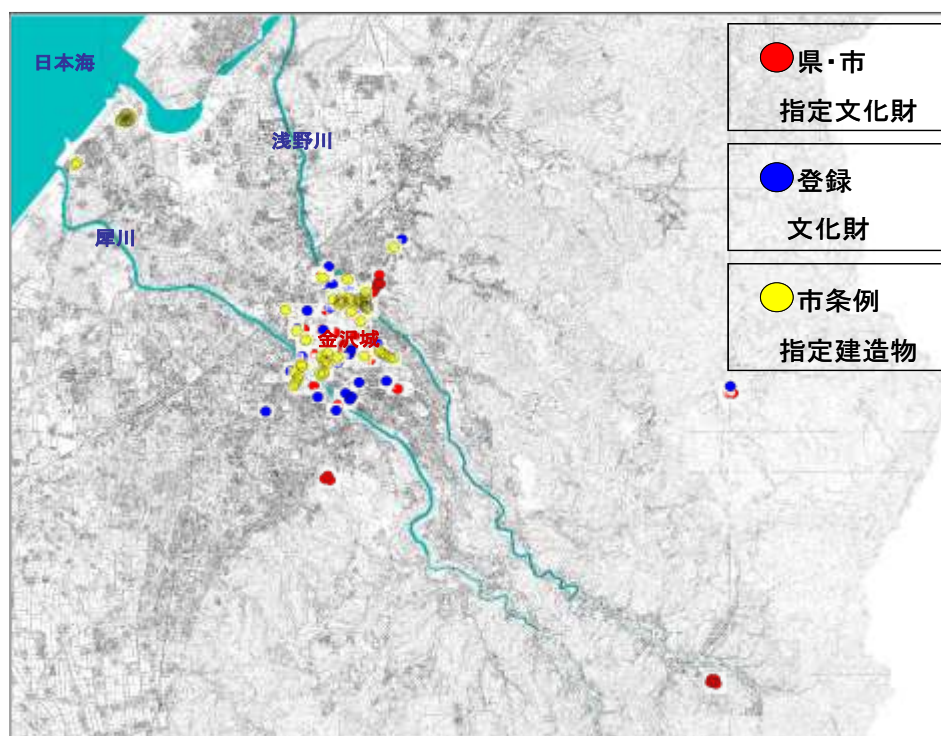 日本海
県・市
指定文化財
浅野川
登録
文化財
犀川
市条例
金沢城
指定建造物